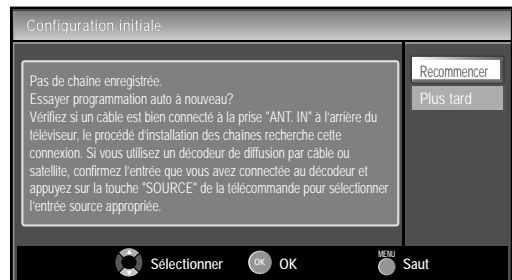 Configuration initiale
Pas de chaîne enregistrée.
Essayer programmation auto à nouveau?
Vérifiez si un câble est bien connecté à la prise "ANT. IN" à l'arrière du
téléviseur, le procédé d'installation des chaînes recherche cette
connexion. Si vous utilisez un décodeur de diffusion par câble ou
satellite, confirmez l'entrée que vous avez connectée au décodeur et
appuyez sur la touche "SOURCE" de la télécommande pour sélectionner
l'entrée source appropriée.
Recommencer
Plus tard
Sélectionner
OK OK
MENU Saut